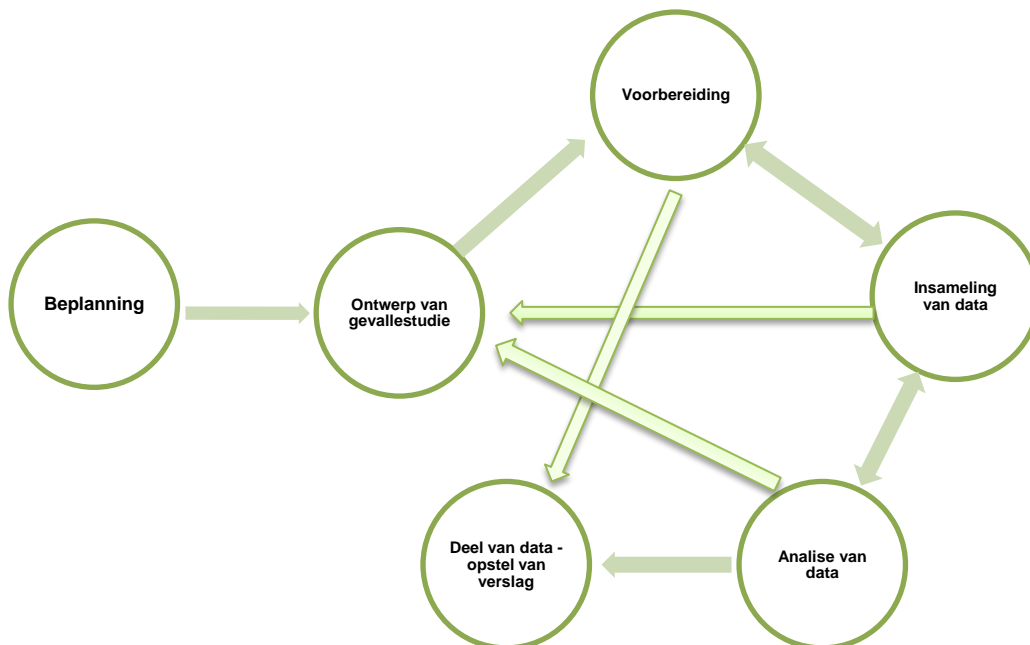 Beplanning
Ontwerp van
gevallestudie
Voorbereiding
Insameling
van data
Analise van
data
Deel van data -
opstel van
verslag